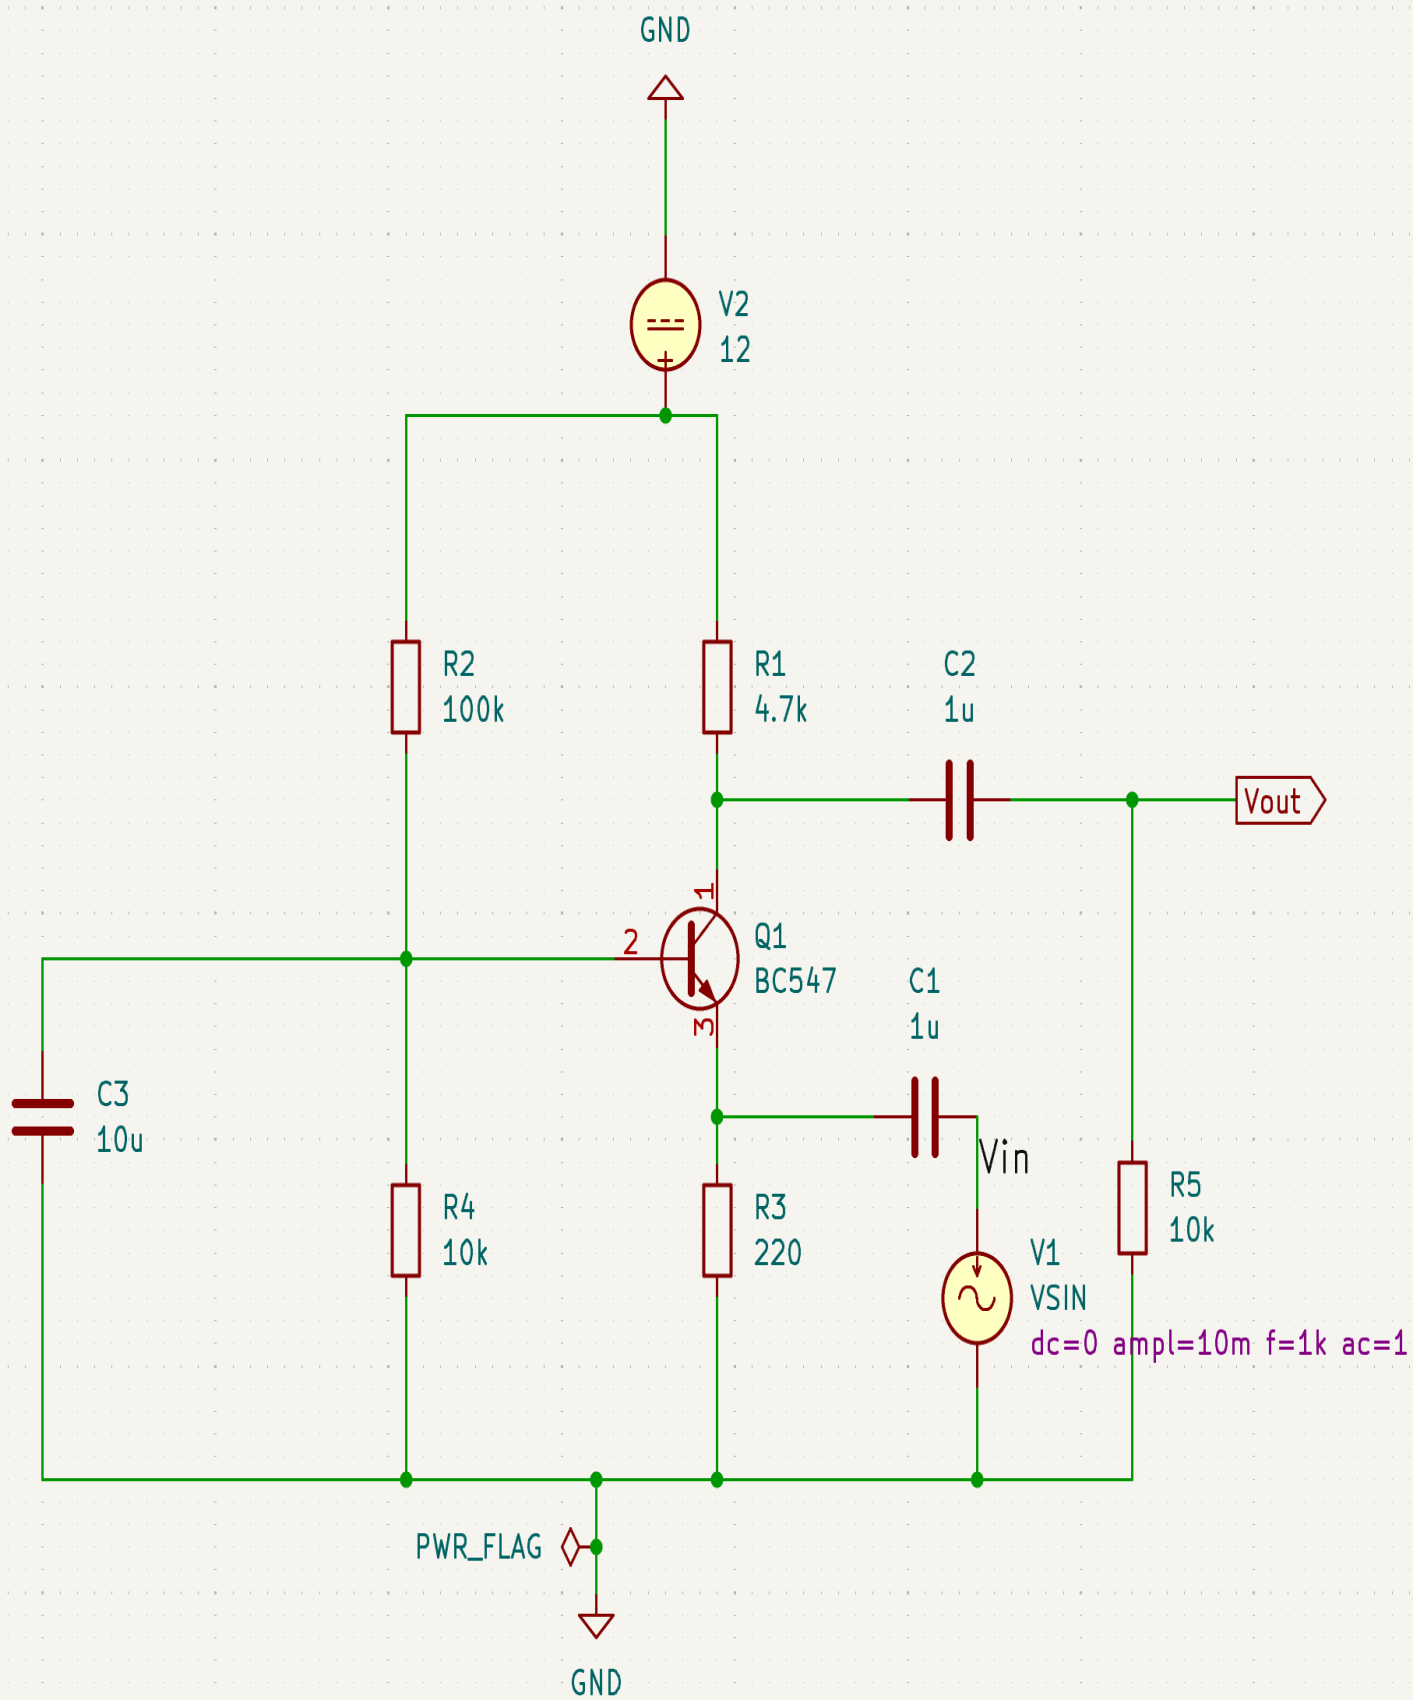 GND
V2
12
R2
100k
R1
4.7k
C2
1u
Vout
1
2
Q1
BC547
3
C1
1u
C3
10u
Vin
R4
10k
R3
220
R5
10k
V1
VSIN
dc=0 ampl=10m f=1k ac=1
PWR_FLAG
GND